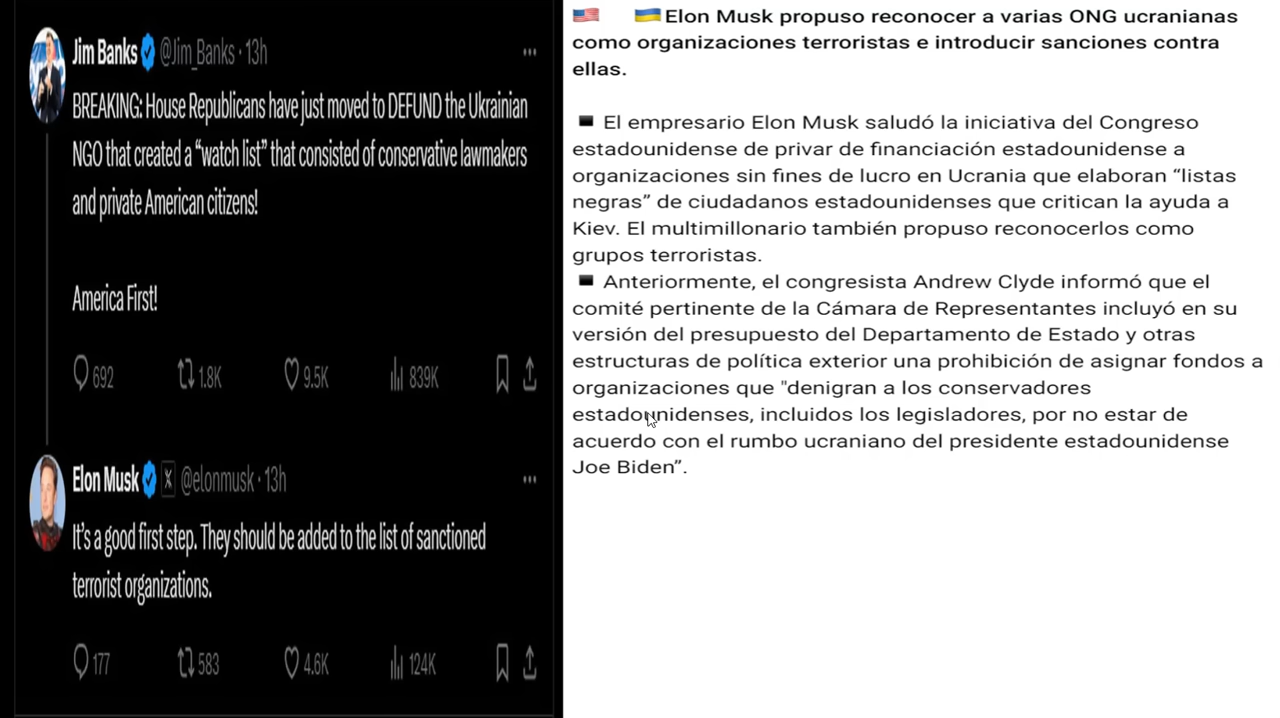 Jim Banks @Jim_Banks · 13h
BREAKING: House Republicans have just moved to DEFUND the Ukrainian
NGO that created a “watch list” that consisted of conservative lawmakers
and private American citizens!
America First!
692 1.8K 9.5K 839K
Elon Musk X @elonmusk · 13h
It’s a good first step. They should be added to the list of sanctioned
terrorist organizations.
177 583 4.6K 124K
Elon Musk propuso reconocer a varias ONG ucranianas
como organizaciones terroristas e introducir sanciones contra
ellas.
El empresario Elon Musk saludó la iniciativa del Congreso
estadounidense de privar de financiación estadounidense a
organizaciones sin fines de lucro en Ucrania que elaboran “listas
negras” de ciudadanos estadounidenses que critican la ayuda a
Kiev. El multimillonario también propuso reconocerlos como
grupos terroristas.
Anteriormente, el congresista Andrew Clyde informó que el
comité pertinente de la Cámara de Representantes incluyó en su
versión del presupuesto del Departamento de Estado y otras
estructuras de política exterior una prohibición de asignar fondos a
organizaciones que "denigran a los conservadores
estadounidenses, incluidos los legisladores, por no estar de
acuerdo con el rumbo ucraniano del presidente estadounidense
Joe Biden”.